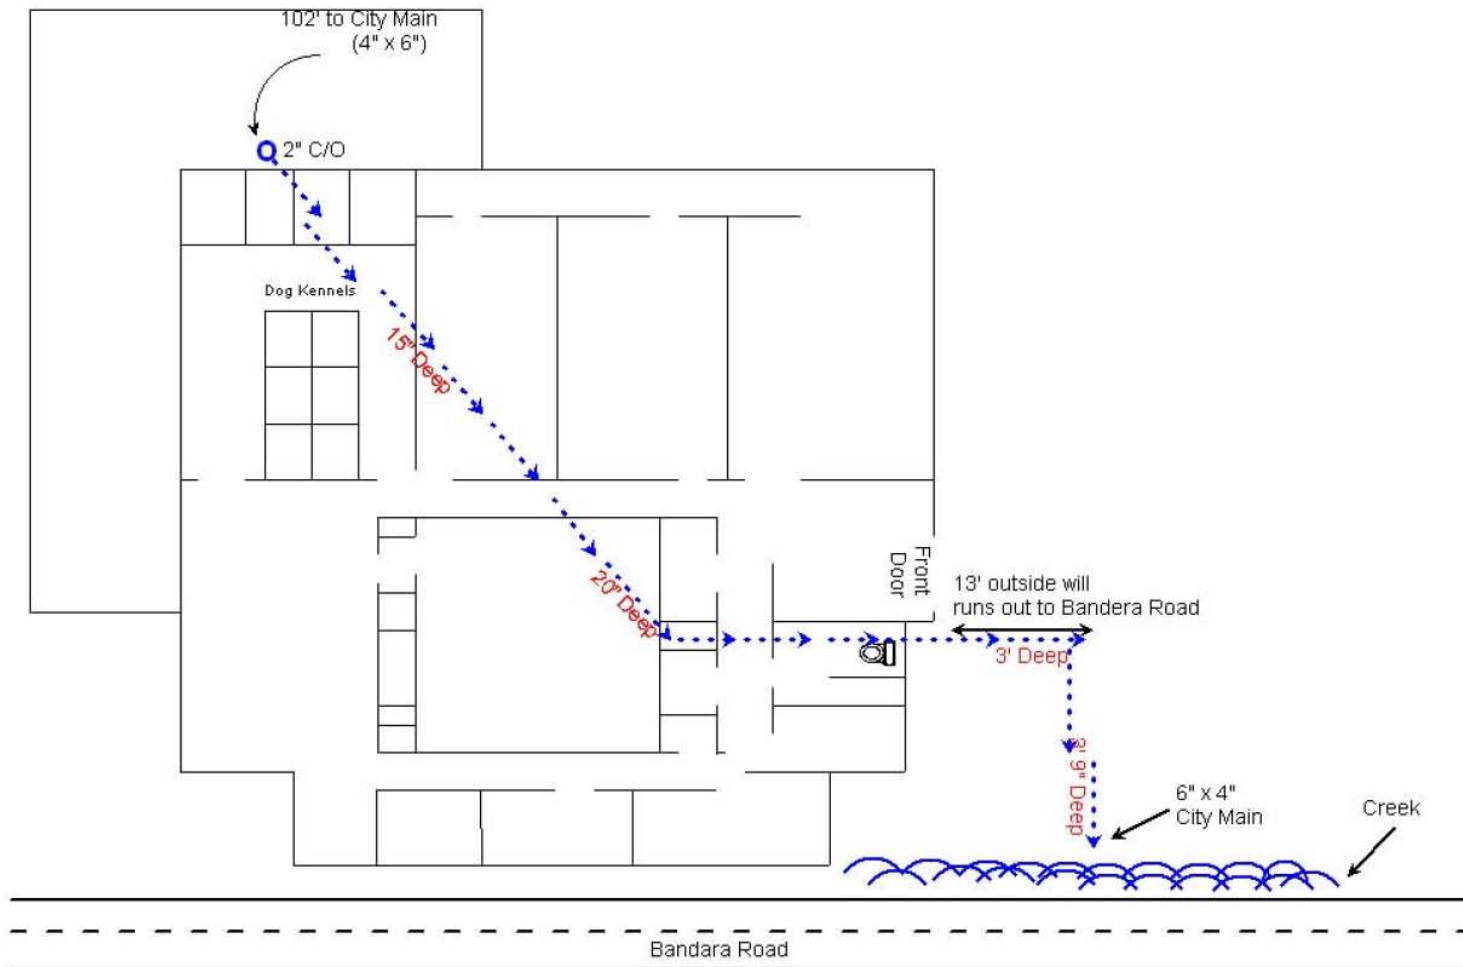 102' to City Main
(4" x 6")
2" C/O
Dog Kennels
15" Deep
20" Deep
Front
Door
13' outside will
runs out to Bandera Road
3' Deep
3' 9" Deep
6" x 4"
City Main
Creek
Bandara Road